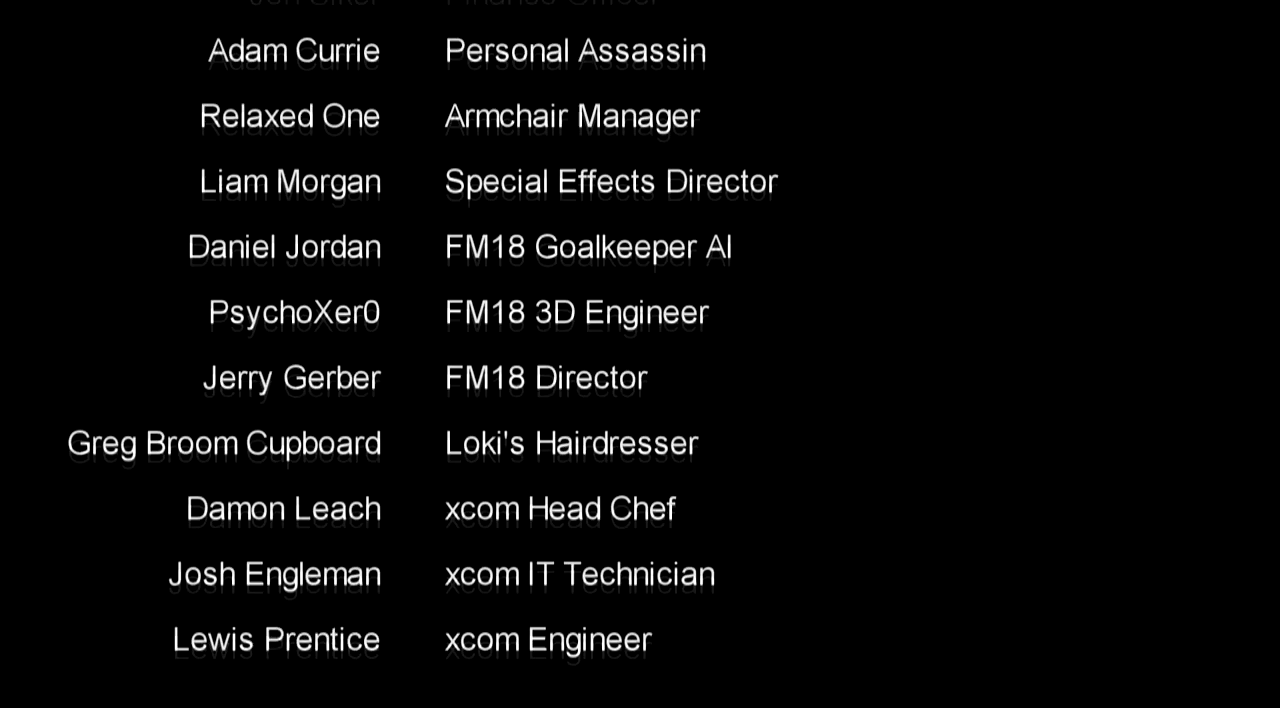 Adam Currie Personal Assassin
Relaxed One Armchair Manager
Liam Morgan Special Effects Director
Daniel Jordan FM18 Goalkeeper AI
PsychoXer0 FM18 3D Engineer
Jerry Gerber FM18 Director
Greg Broom Cupboard Loki's Hairdresser
Damon Leach xcom Head Chef
Josh Engleman xcom IT Technician
Lewis Prentice xcom Engineer